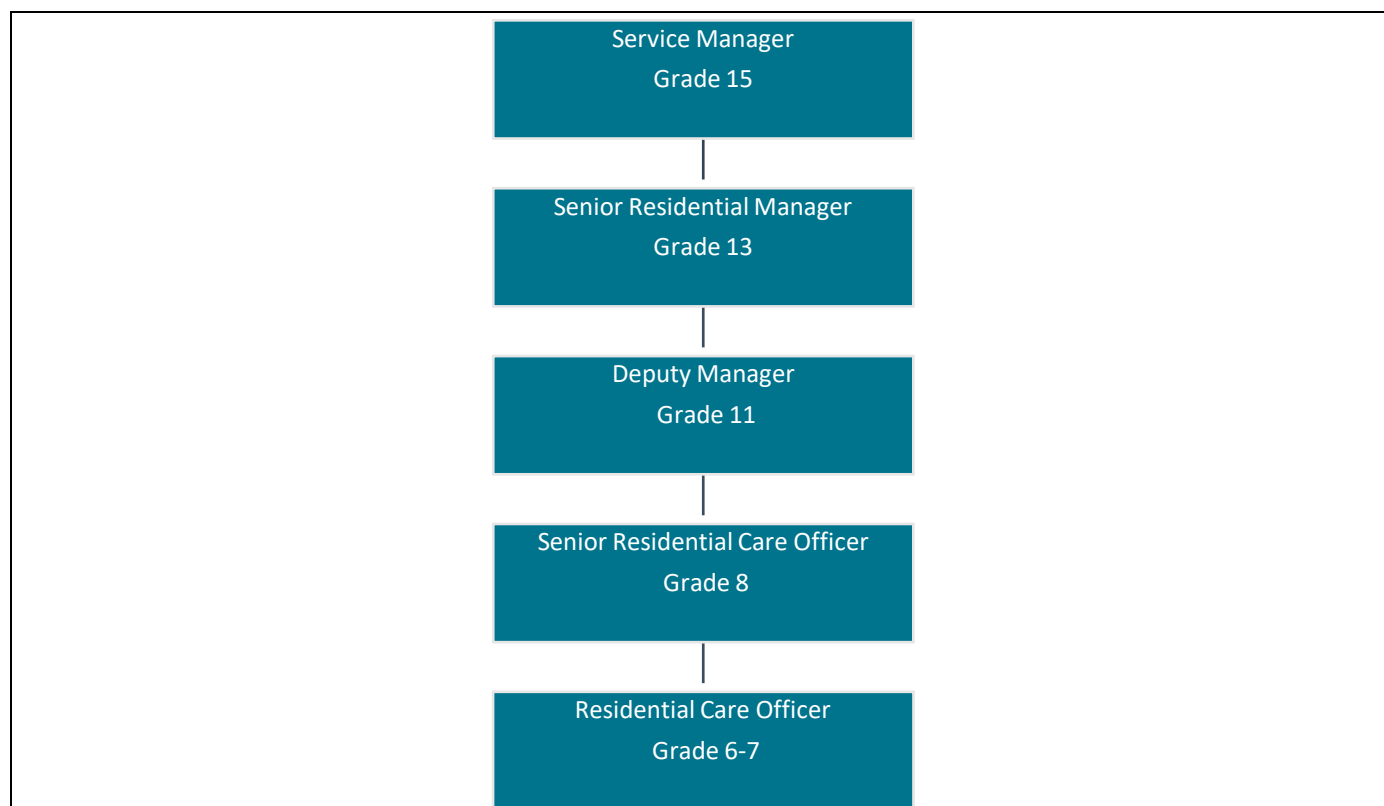 Service Manager
Grade 15
Senior Residential Manager
Grade 13
Deputy Manager
Grade 11
Senior Residential Care Officer
Grade 8
Residential Care Officer
Grade 6-7